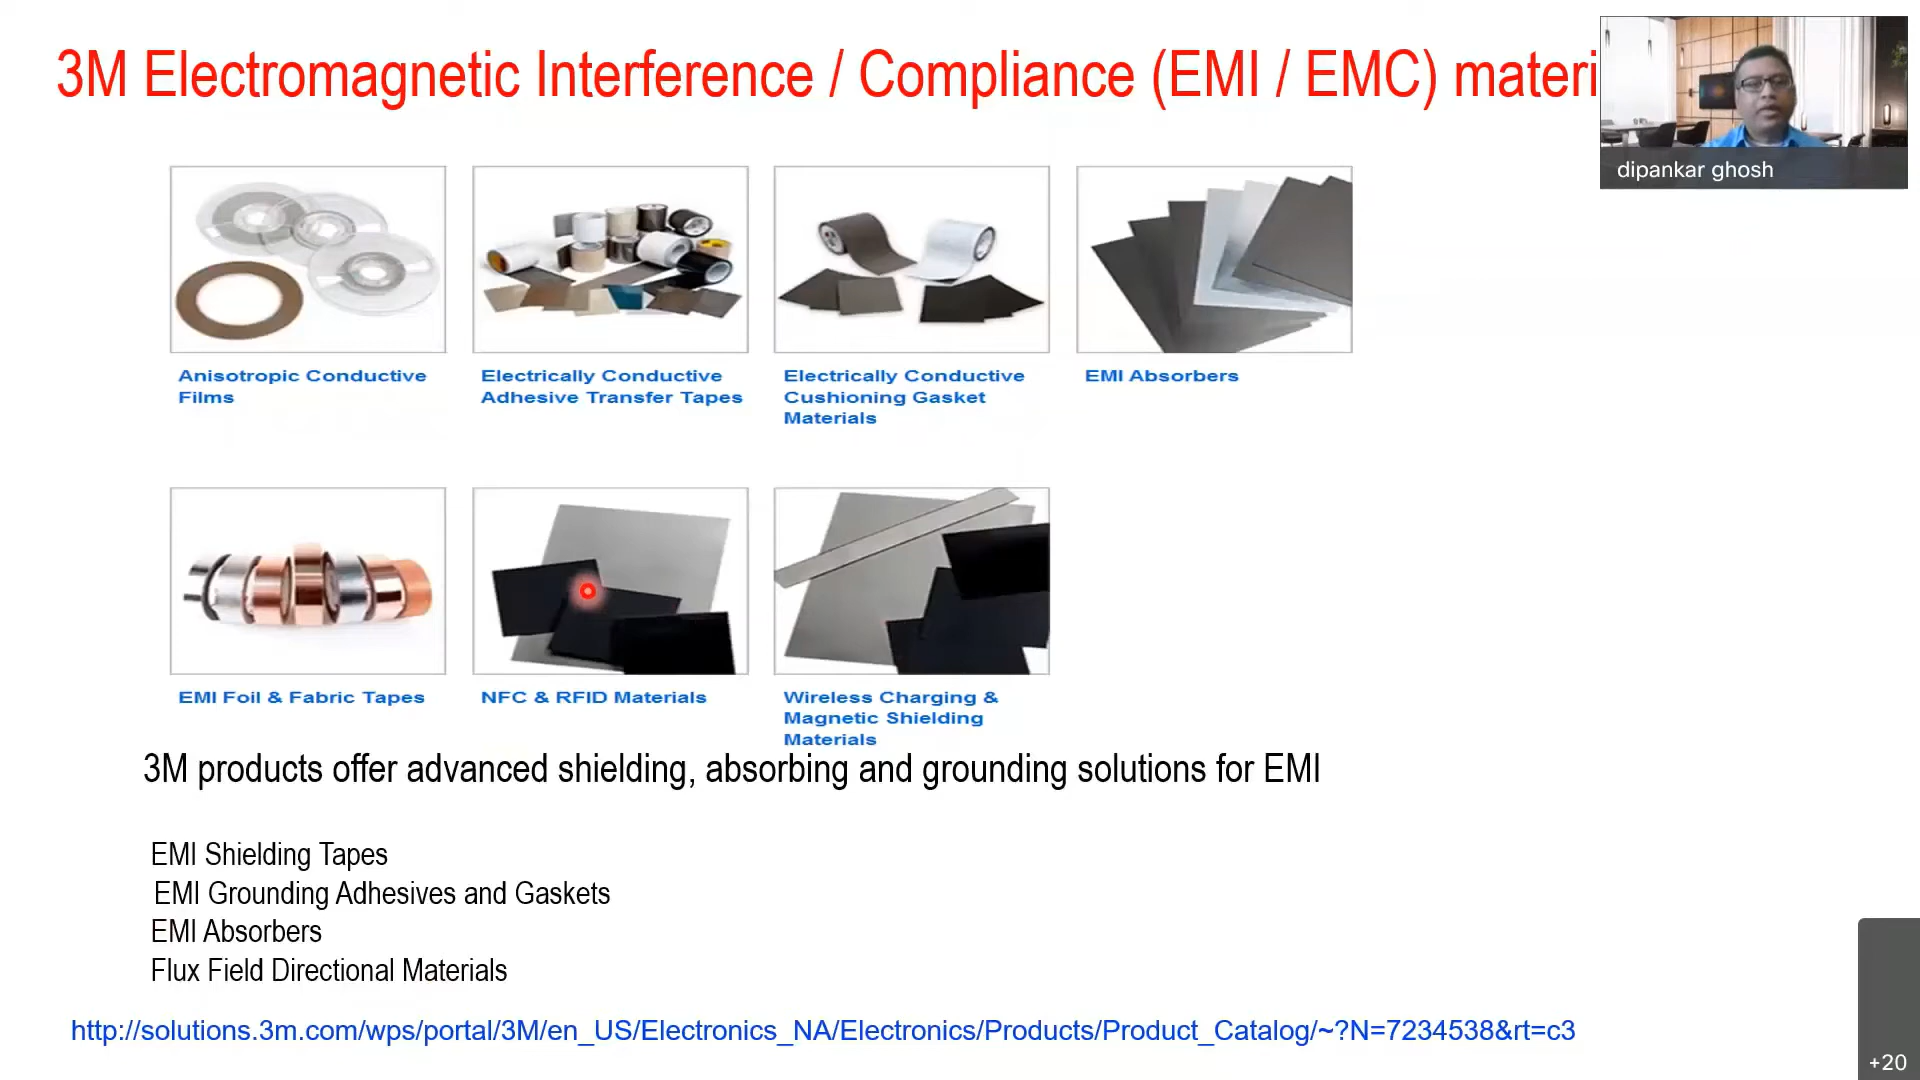 3M Electromagnetic Interference / Compliance (EMI / EMC) materi
dipankar ghosh
Anisotropic Conductive
Films
Electrically Conductive
Adhesive Transfer Tapes
Electrically Conductive
Cushioning Gasket
Materials
EMI Absorbers
EMI Foil & Fabric Tapes
NFC & RFID Materials
Wireless Charging &
Magnetic Shielding
Materials
3M products offer advanced shielding, absorbing and grounding solutions for EMI
EMI Shielding Tapes
EMI Grounding Adhesives and Gaskets
EMI Absorbers
Flux Field Directional Materials
http://solutions.3m.com/wps/portal/3M/en_US/Electronics_NA/Electronics/Products/Product_Catalog/~?N=7234538&rt=c3
+20